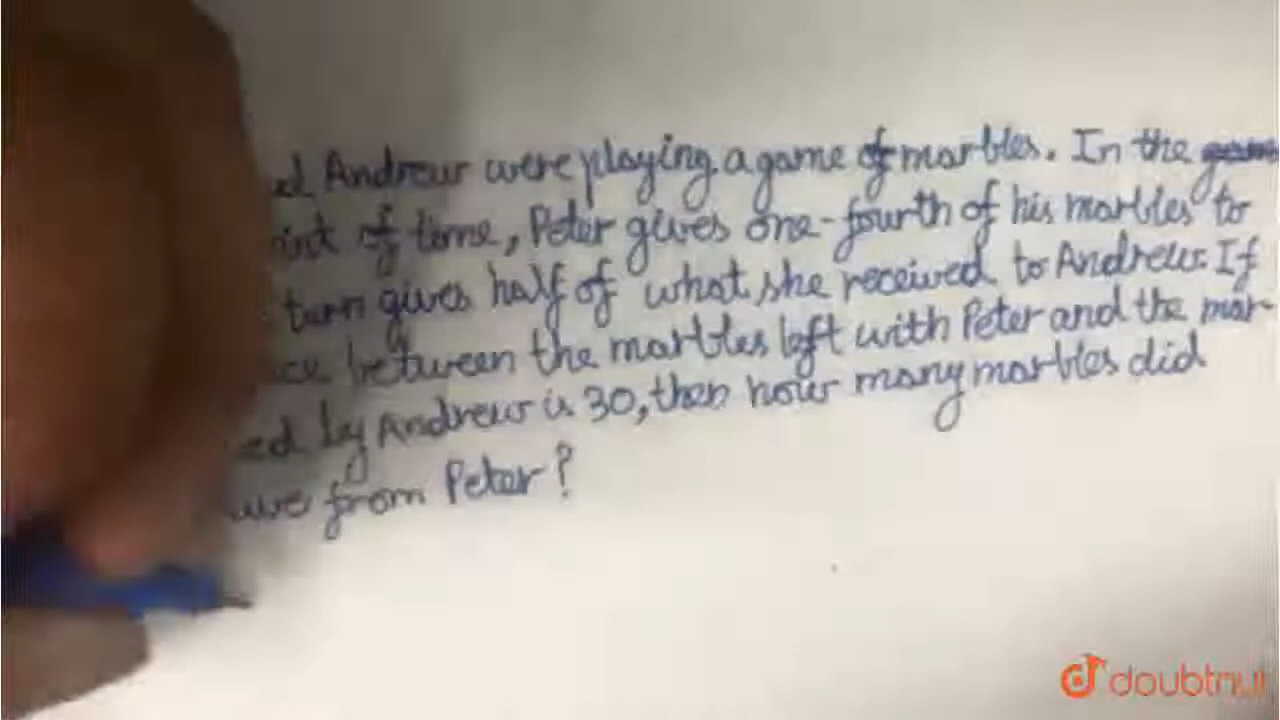 Andrew were playing a game of marbles. In the
of time, Peter gives one-fourth of his marbles to
turn gives half of what she received to Andrew. If
between the marbles left with Peter and the mar-
by Andrew is 30, then how many marbles did
from Peter?
doubtnut